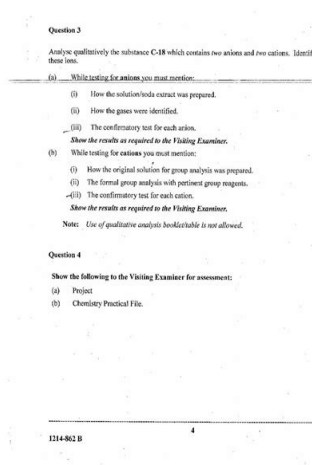 Question 3
Analyse qualitatively the substance C-18 which contains two anions and two cations. Identif
these ions.
(a) While testing for anions you must mention:
(i) How the solution/soda extract was prepared.
(ii) How the gases were identified.
(iii) The confirmatory test for each anion.
Show the results as required to the Visiting Examiner.
(b) While testing for cations you must mention:
(i) How the original solution for group analysis was prepared.
(ii) The formal group analysis with pertinent group reagents.
(iii) The confirmatory test for each cation.
Show the results as required to the Visiting Examiner.
Note: Use of qualitative analysis booklet/table is not allowed.
Question 4
Show the following to the Visiting Examiner for assessment:
(a) Project
(b) Chemistry Practical File.
4
1214-862 B